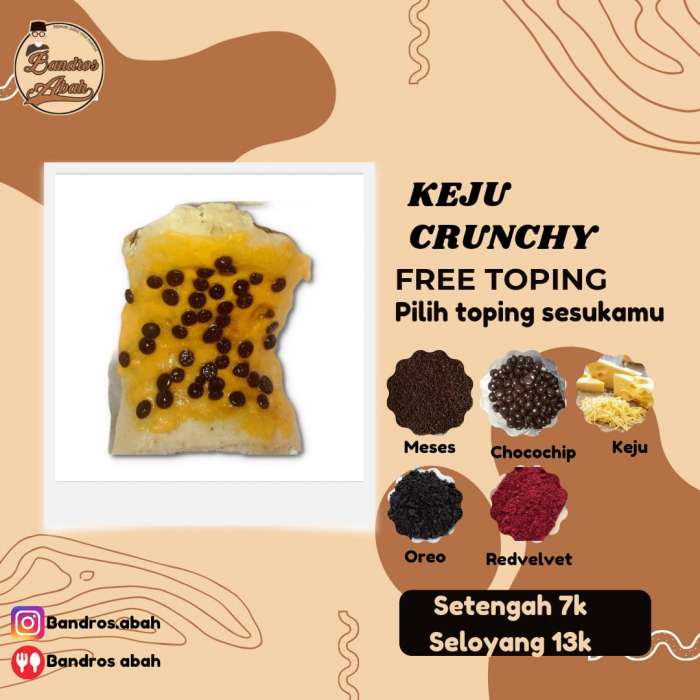 Bandros
Abah
KEJU
CRUNCHY
FREE TOPING
Pilih toping sesukamu
Meses
Chocochip
Keju
Oreo
Redvelvet
Setengah 7k
Seloyang 13k
Bandros.abah
Bandros abah